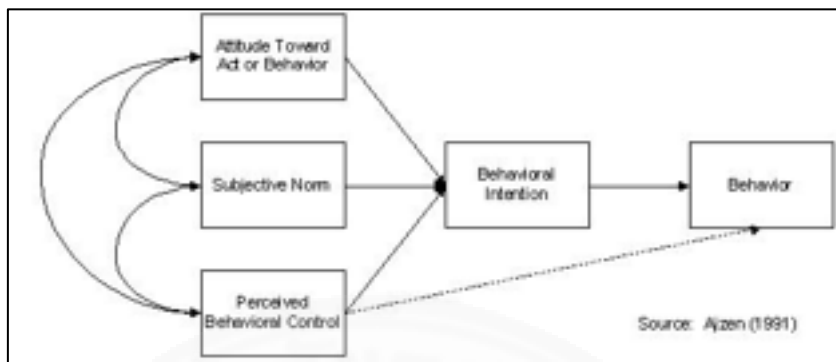 Attitude Toward
Act or Behavior
Subjective Norm
Behavioral
Intention
Behavior
Perceived
Behavioral Control
Source: Ajzen (1991)